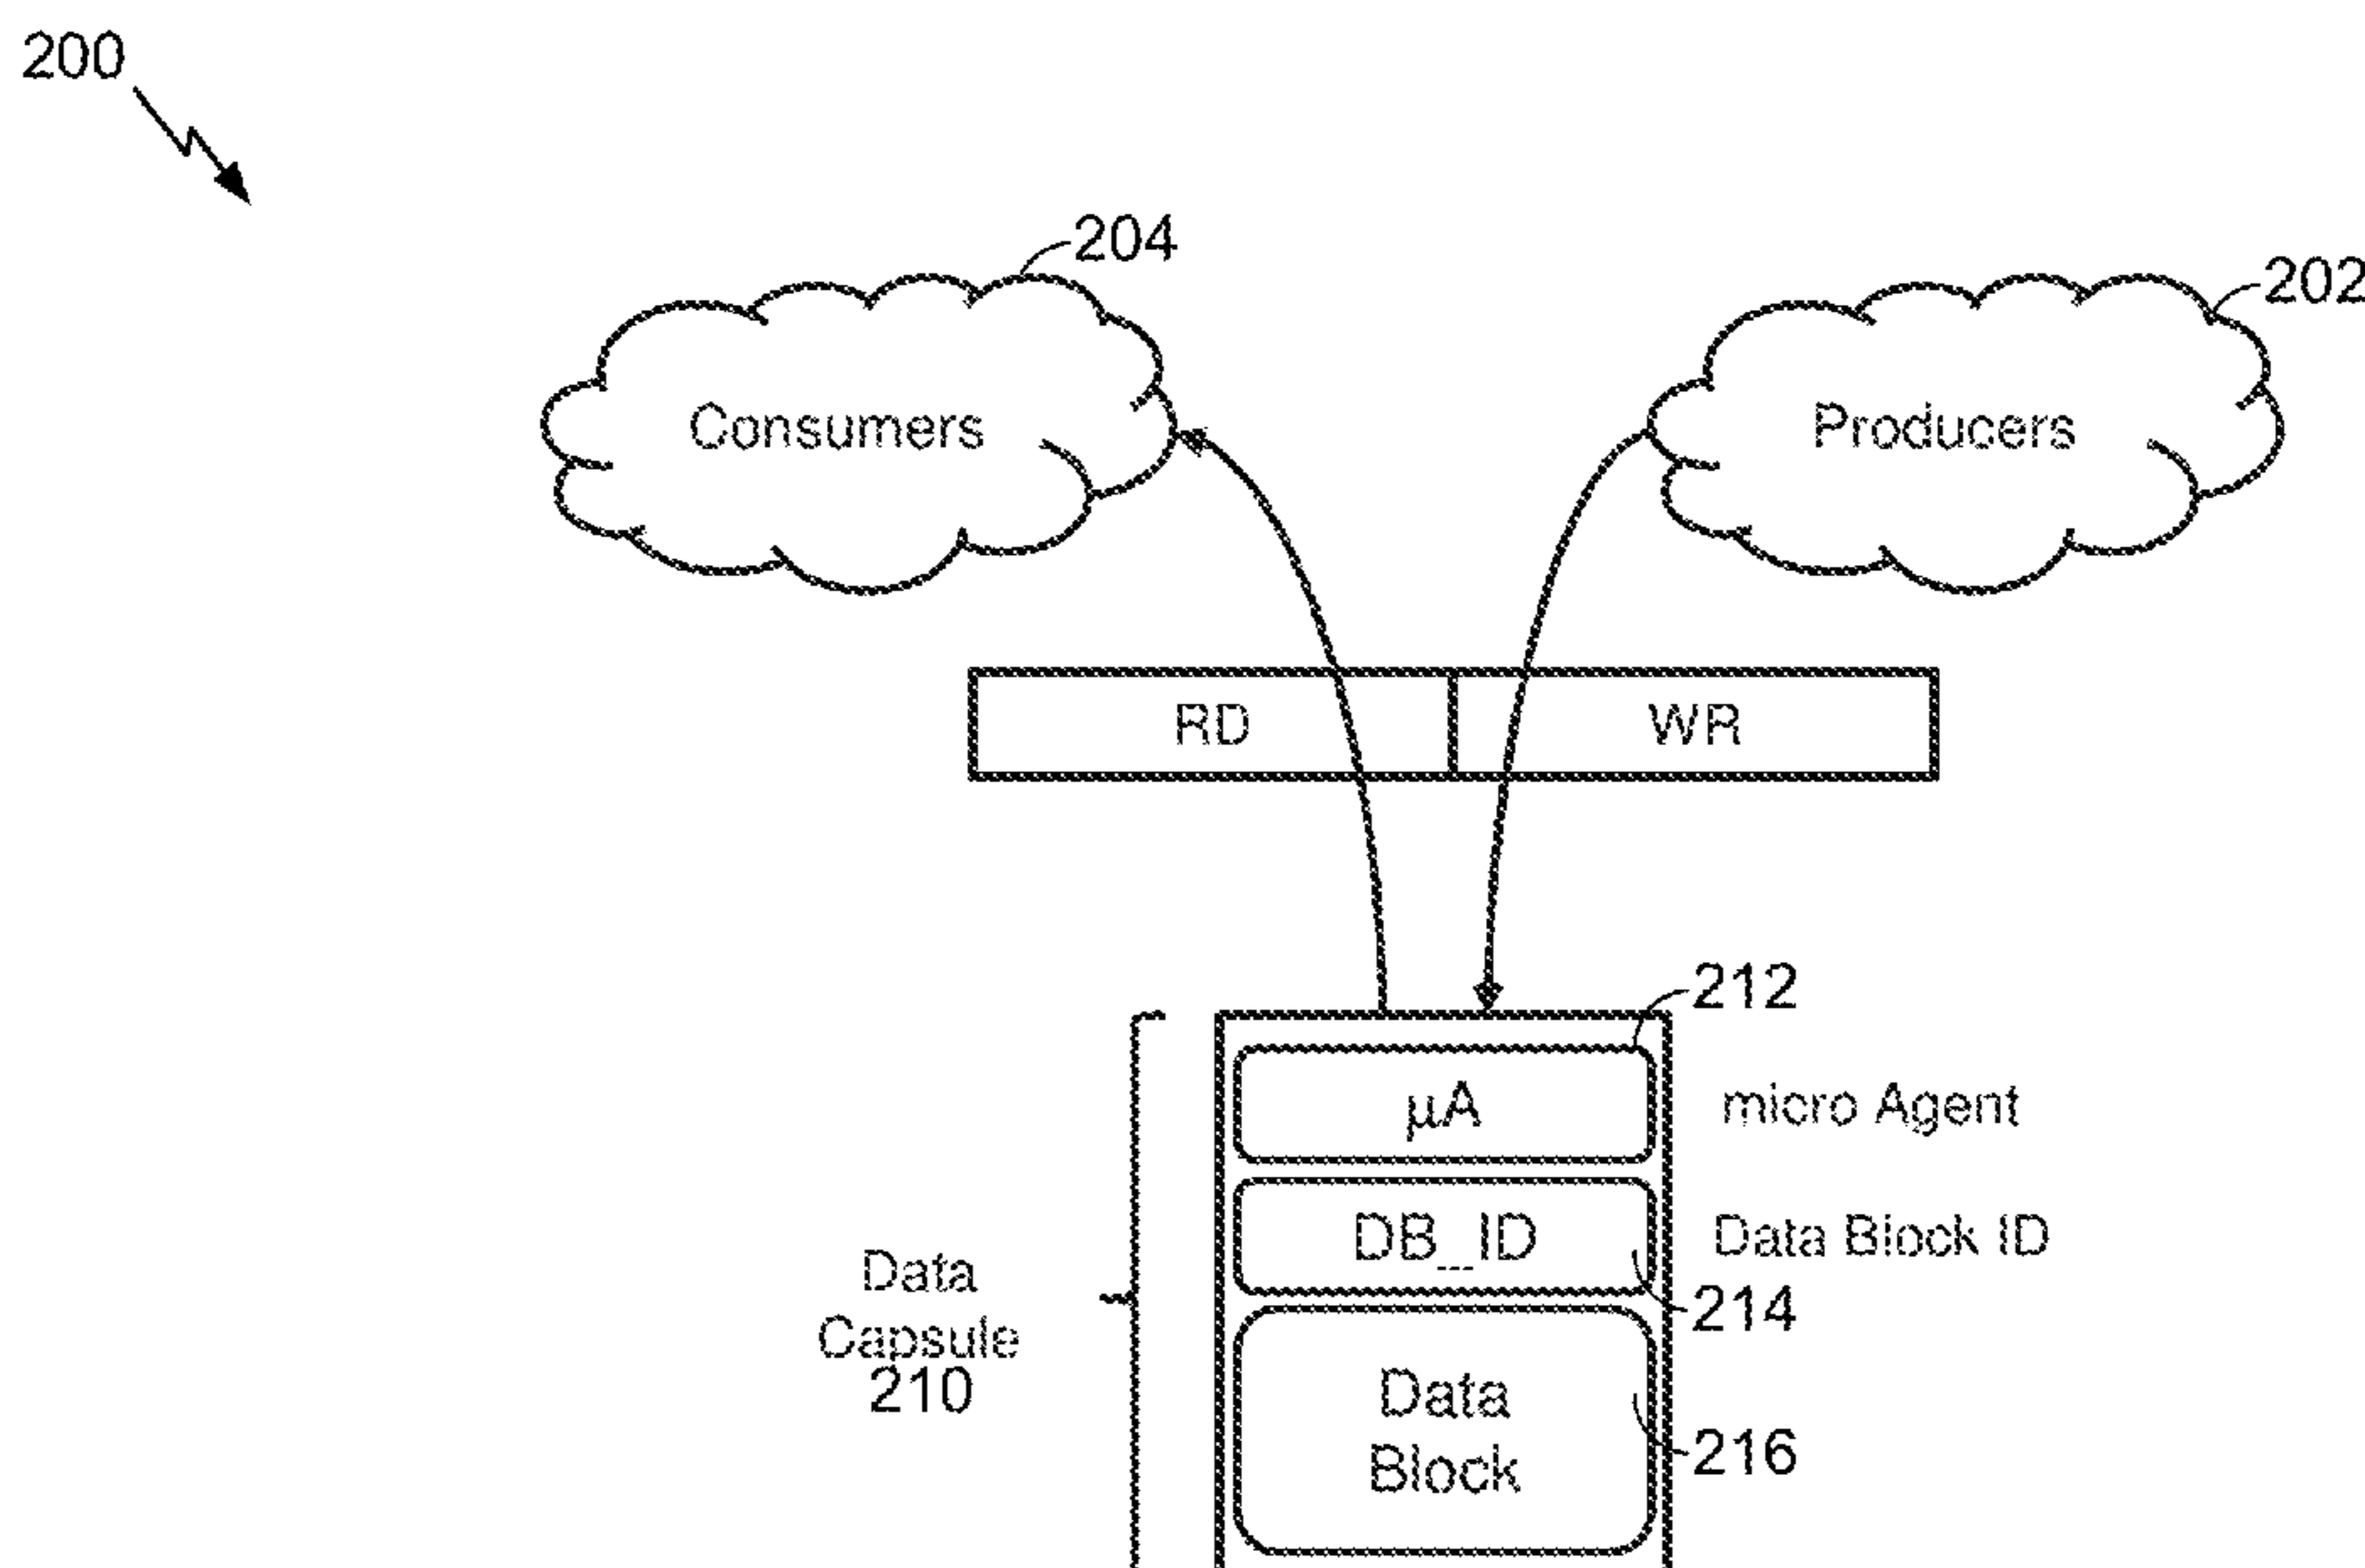 200
204
202
Consumers
Producers
RD
WR
212
µA
micro Agent
DB_ID
Data Block ID
214
Data
Capsule
210
Data
Block
216